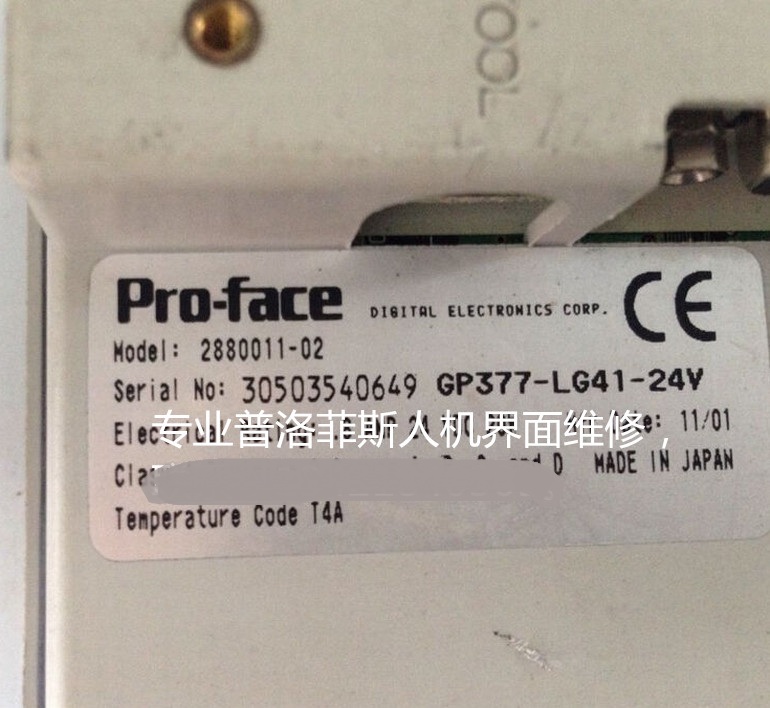 TOOL
Pro-face DIGITAL ELECTRONICS CORP. CE
Model: 2880011-02
Serial No: 30503540649 GP377-LG41-24V
专业普洛菲斯人机界面维修，
11/01
D MADE IN JAPAN
Temperature Code T4A